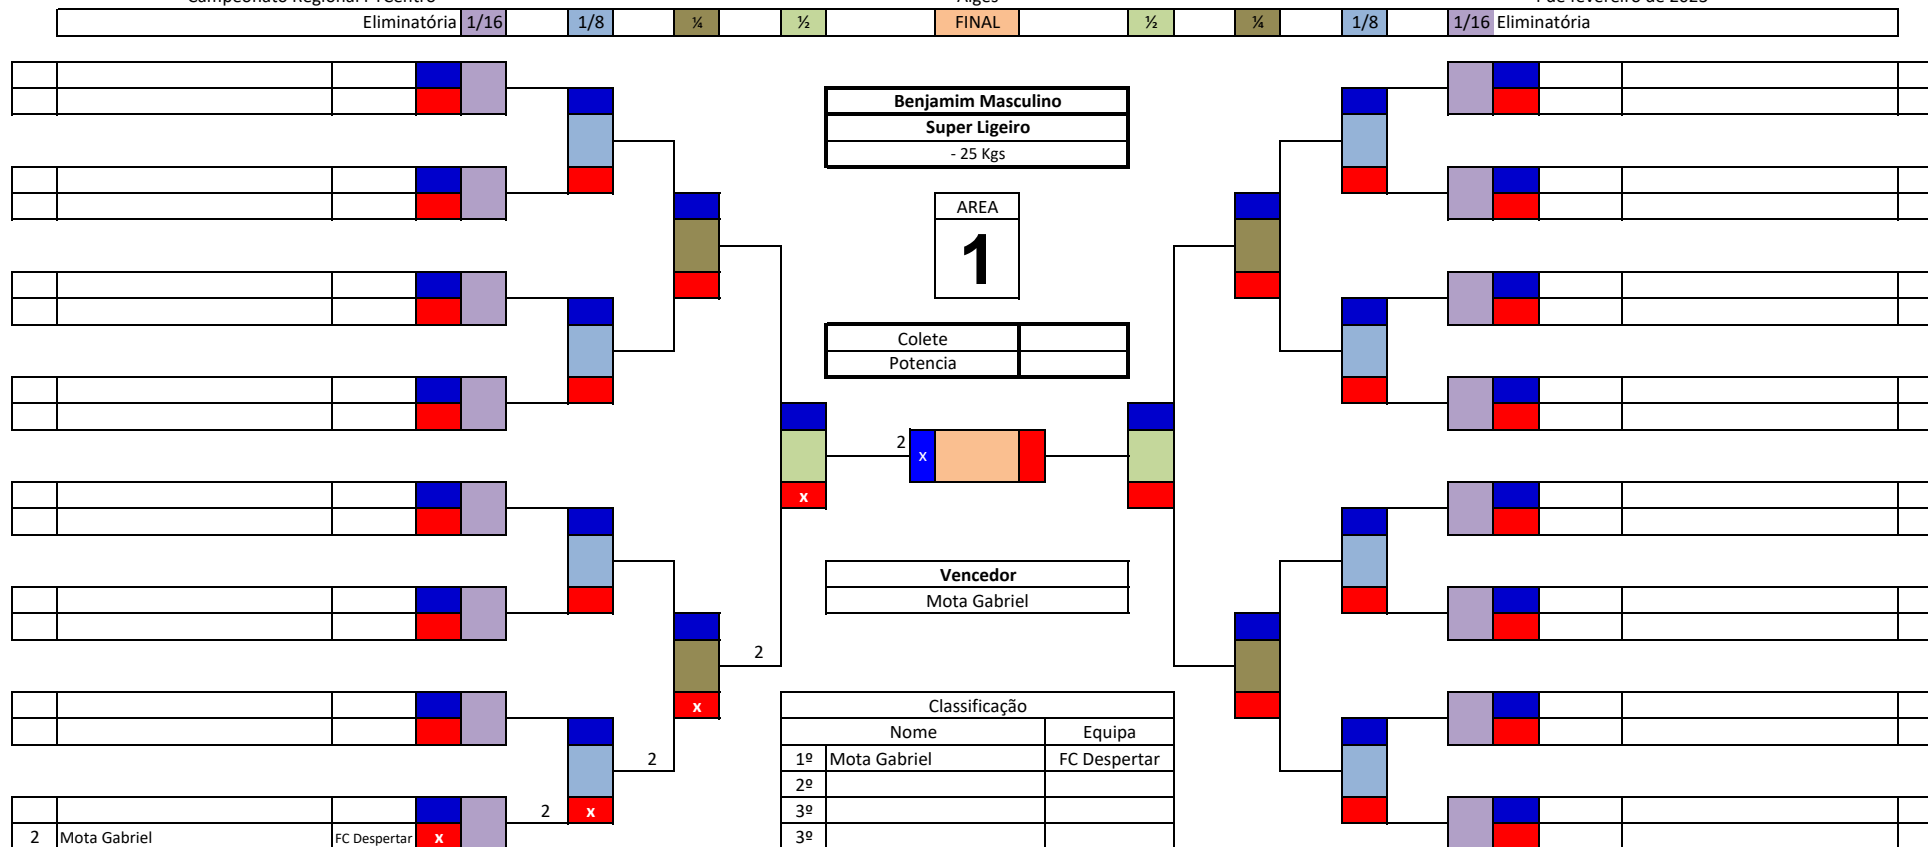 Eliminatória 1/16 1/8 ¼ ½ FINAL ½ ¼ 1/8 1/16 Eliminatória
Benjamim Masculino
Super Ligeiro
- 25 Kgs
AREA
1
Colete
Potencia
2 x
x
Vencedor
Mota Gabriel
2
x
Classificação
Nome Equipa
2
1º Mota Gabriel FC Despertar
2º
2 x
3º
2 Mota Gabriel FC Despertar x
3º